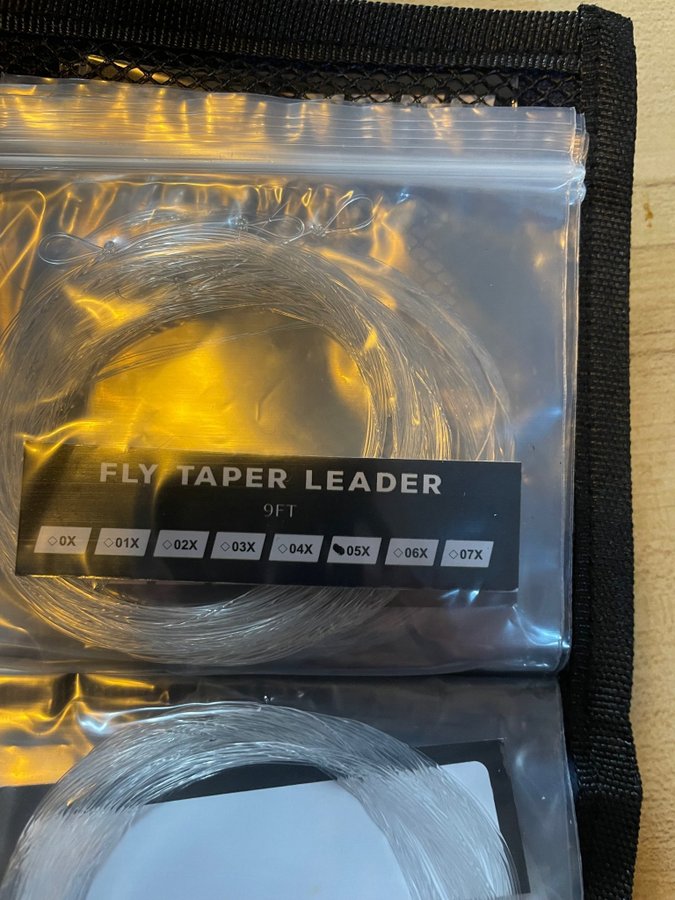 FLY TAPER LEADER
9FT
◇0X ◇01X ◇02X ◇03X ◇04X ◇05X ◇06X ◇07X